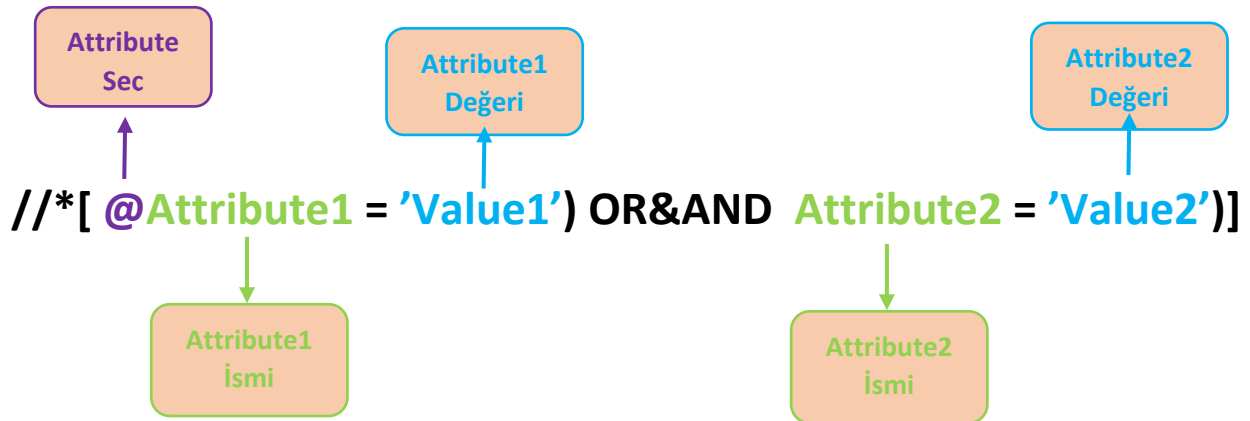 Attribute
Sec
Attribute1
Değeri
Attribute2
Değeri
//*[ @Attribute1 = ’Value1’) OR&AND  Attribute2 = ’Value2’)]
Attribute1
İsmi
Attribute2
İsmi